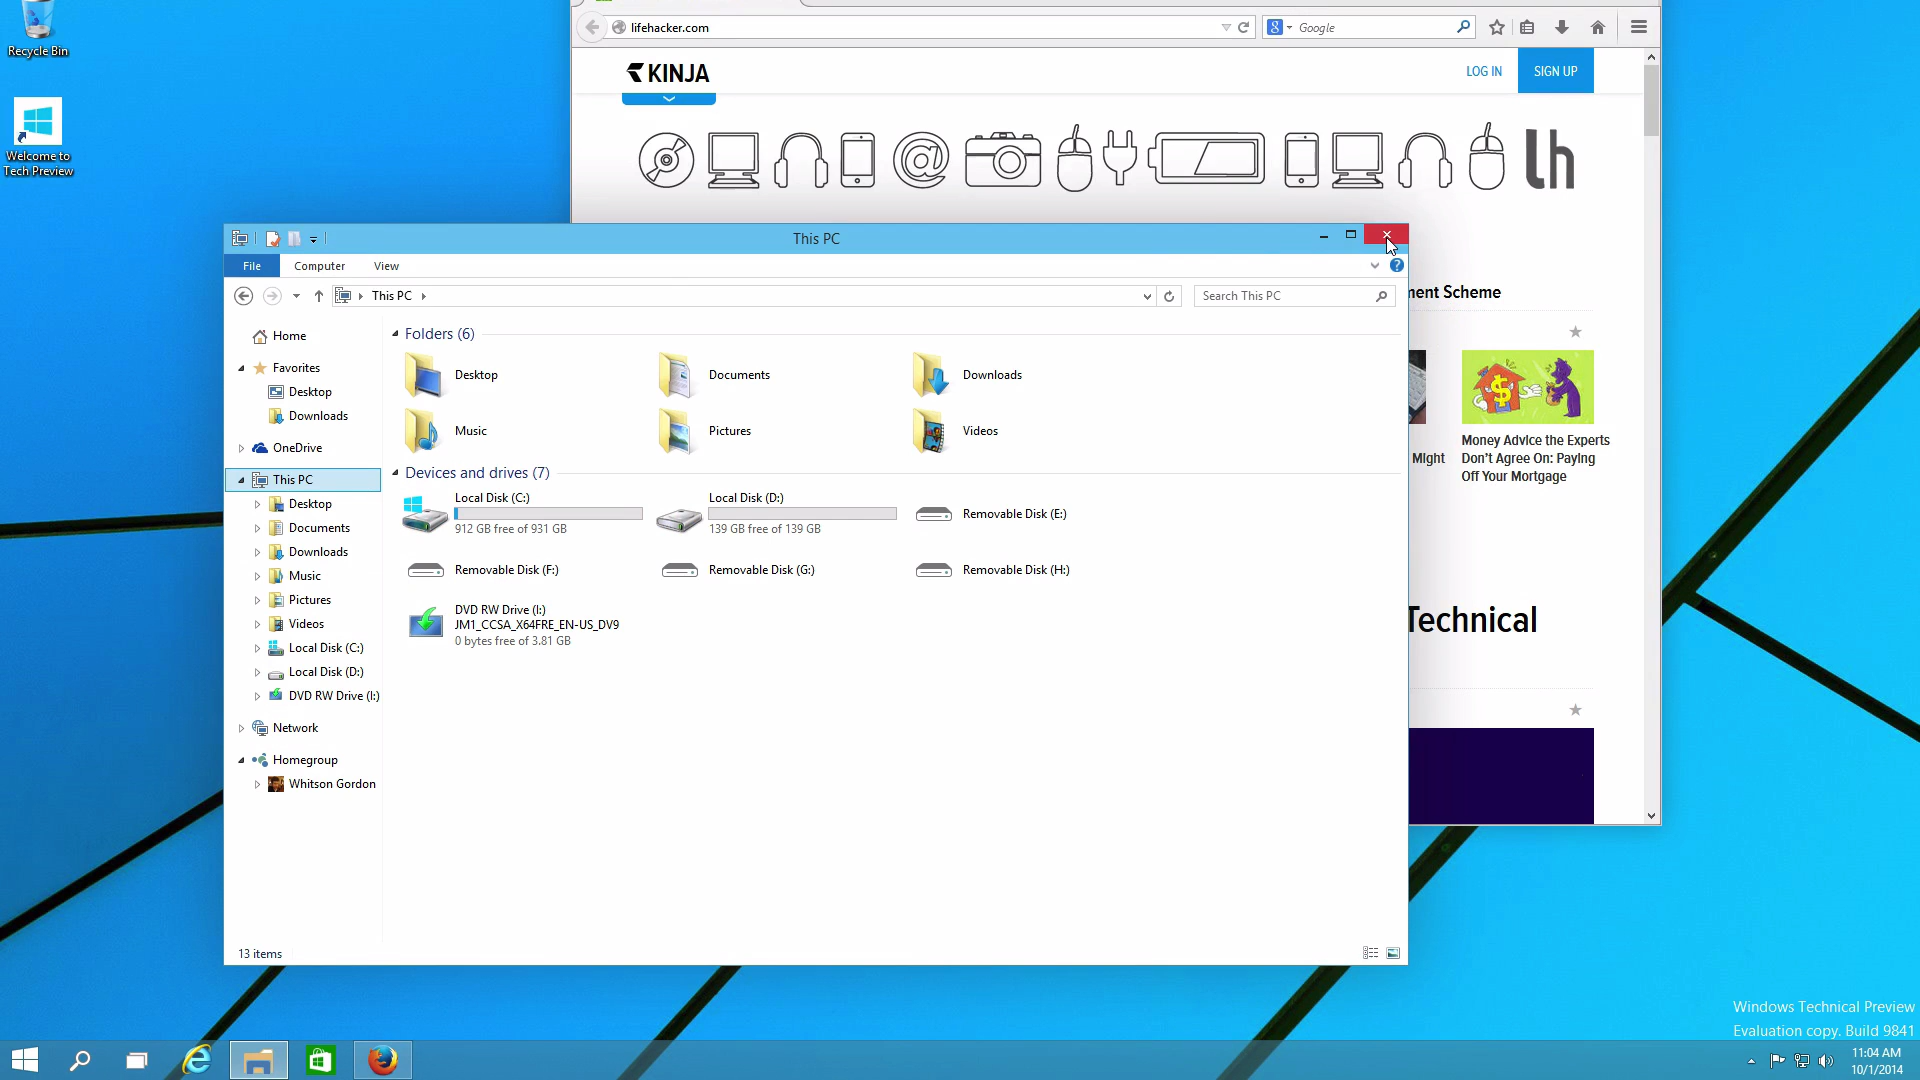 Recycle Bin
Welcome to
Tech Preview
lifehacker.com
Google
KINJA
LOG IN
SIGN UP
@
lh
This PC
File
Computer
View
This PC
Search This PC
Home
Favorites
Desktop
Downloads
OneDrive
This PC
Desktop
Documents
Downloads
Music
Pictures
Videos
Local Disk (C:)
Local Disk (D:)
DVD RW Drive (I:)
Network
Homegroup
Whitson Gordon
Folders (6)
Desktop
Documents
Downloads
Music
Pictures
Videos
Devices and drives (7)
Local Disk (C:)
912 GB free of 931 GB
Local Disk (D:)
139 GB free of 139 GB
Removable Disk (E:)
Removable Disk (F:)
Removable Disk (G:)
Removable Disk (H:)
DVD RW Drive (I:)
JM1_CCSA_X64FRE_EN-US_DV9
0 bytes free of 3.81 GB
13 items
ment Scheme
Might
Money Advice the Experts
Don't Agree On: Paying
Off Your Mortgage
Technical
Windows Technical Preview
Evaluation copy. Build 9841
11:04 AM
10/1/2014